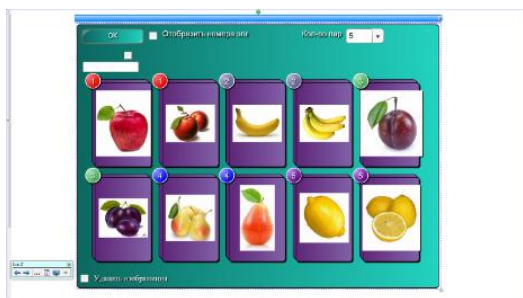 OK Отобразить номера пар Кол-во пар 5
1 1 2 2 3
3 4 4 5 5
Удалить изображения